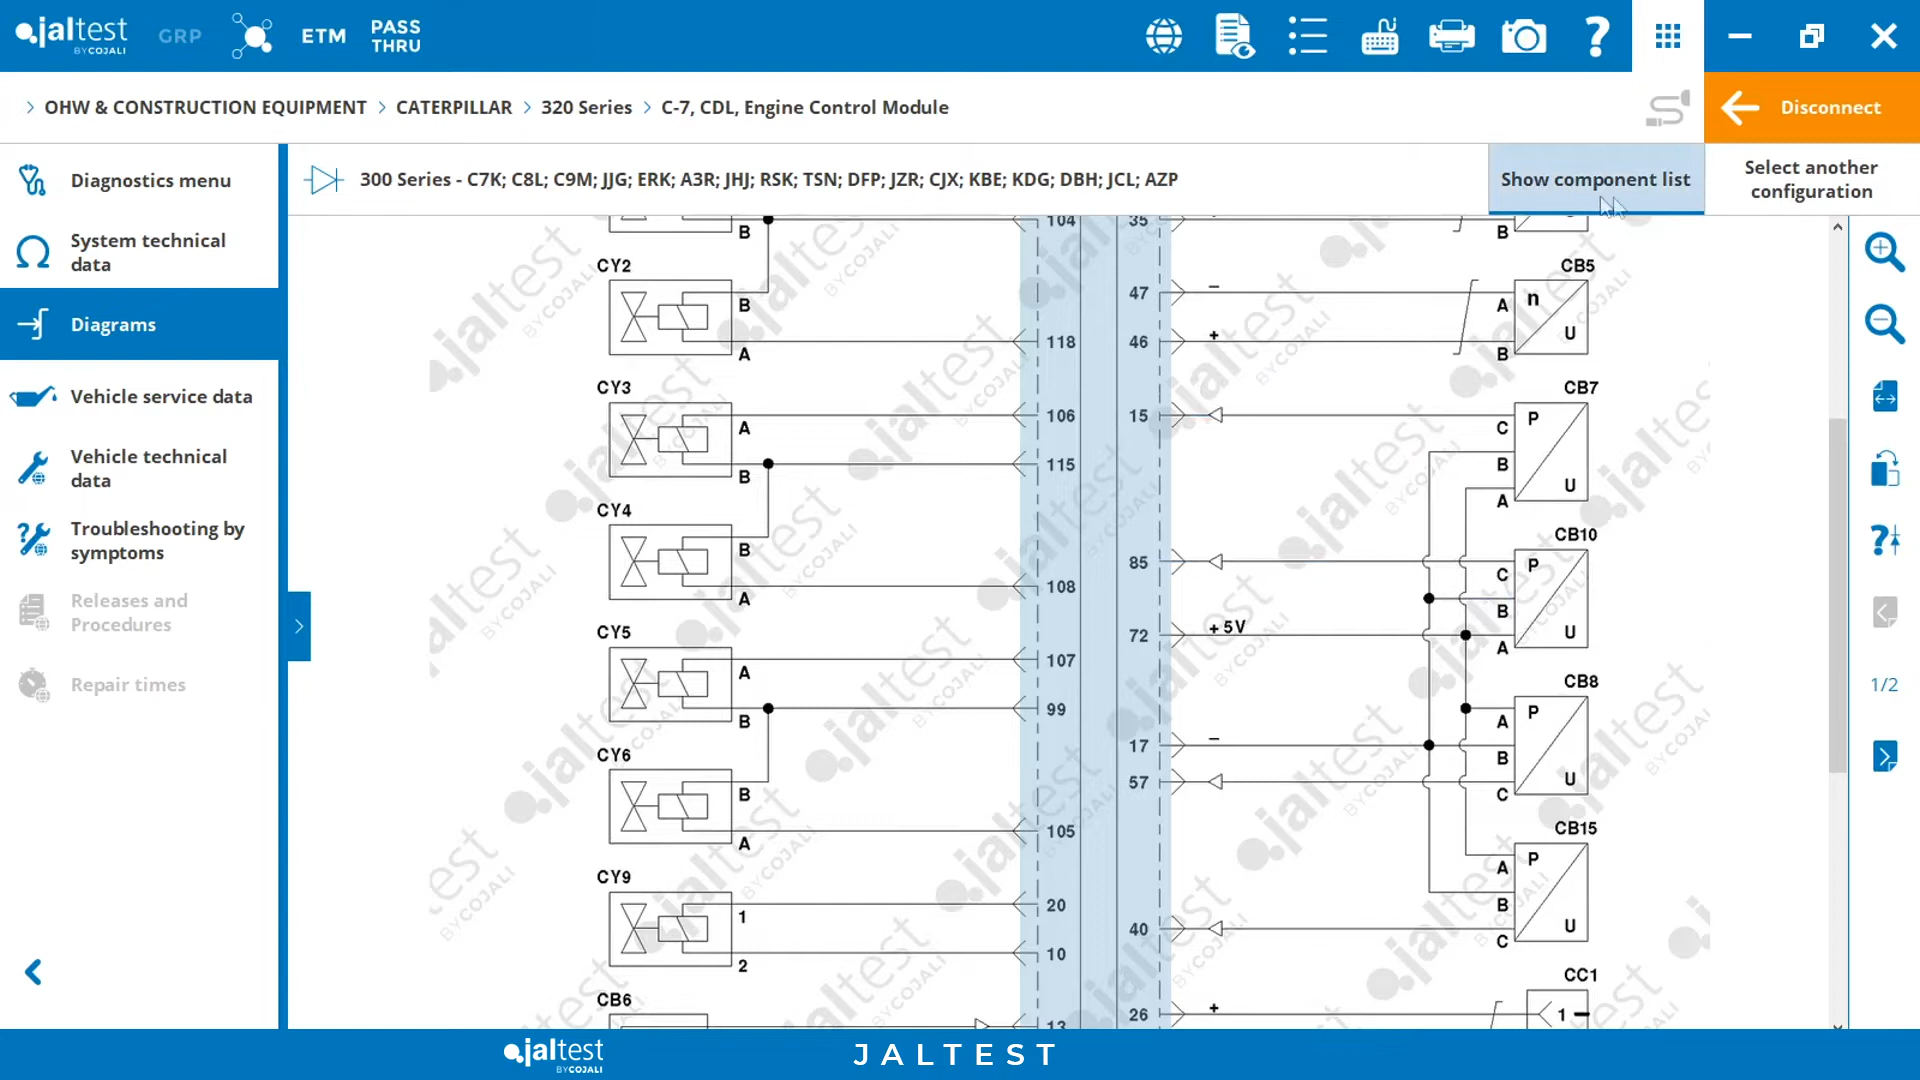 jaltest
BY COJALI
GRP
ETM
PASS
THRU
OHW & CONSTRUCTION EQUIPMENT
CATERPILLAR
320 Series
C-7, CDL, Engine Control Module
Disconnect
Diagnostics menu
System technical
data
Diagrams
Vehicle service data
Vehicle technical
data
Troubleshooting by
symptoms
Releases and
Procedures
Repair times
300 Series - C7K; C8L; C9M; JJG; ERK; A3R; JHJ; RSK; TSN; DFP; JZR; CJX; KBE; KDG; DBH; JCL; AZP
Show component list
Select another
configuration
B
104
CY2
B
118
A
CY3
106
A
115
B
CY4
B
108
A
CY5
107
A
99
B
CY6
B
105
A
CY9
20
1
10
2
CB6
13
35
B
CB5
47
−
A
n
46
+
B
U
CB7
15
C
P
B
A
U
CB10
85
C
P
B
72
+5V
A
U
CB8
A
P
17
−
B
57
C
U
CB15
A
P
B
40
C
U
CC1
26
+
1
1/2
jaltest
BY COJALI
JALTEST